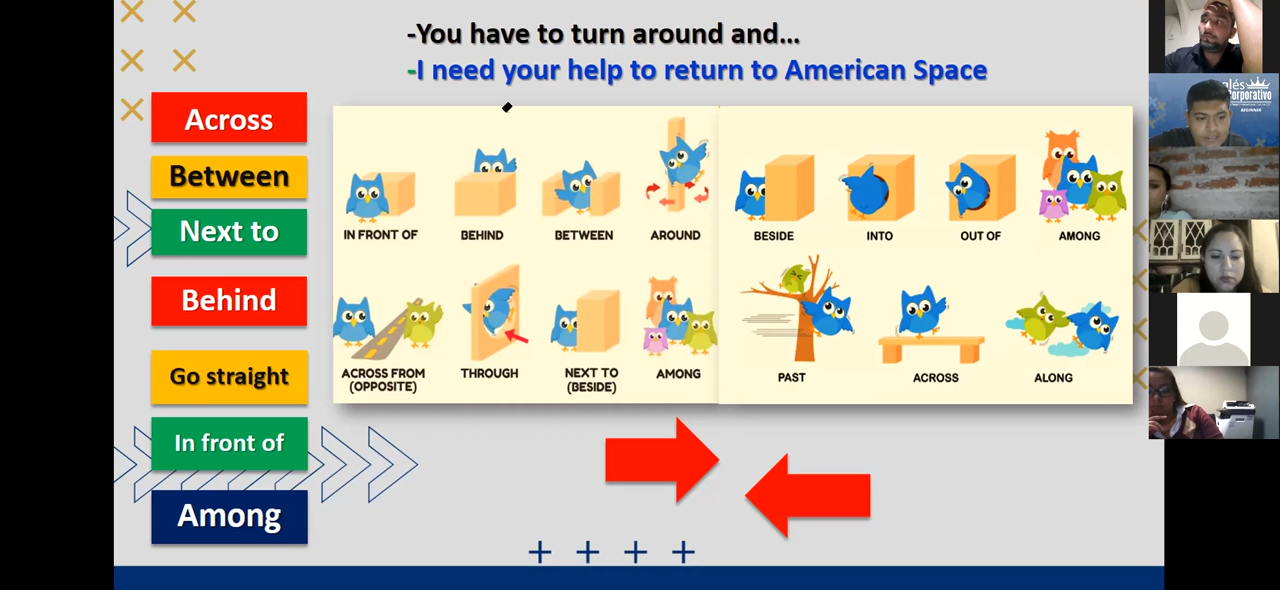 -You have to turn around and...
-I need your help to return to American Space
Across
Between
Next to
Behind
Go straight
In front of
Among
IN FRONT OF
BEHIND
BETWEEN
AROUND
ACROSS FROM
(OPPOSITE)
THROUGH
NEXT TO
(BESIDE)
AMONG
BESIDE
INTO
OUT OF
AMONG
PAST
ACROSS
ALONG
BEGINNER